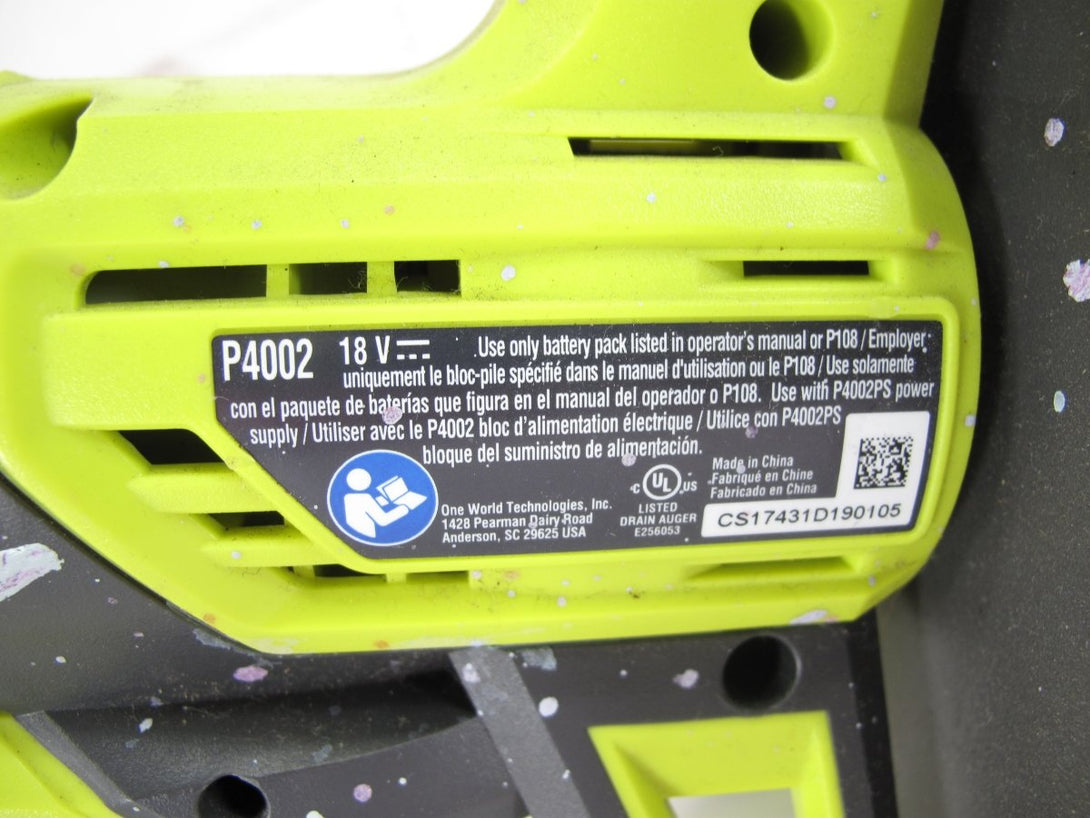 P4002 18 V Use only battery pack listed in operator's manual or P108 / Employer
uniquement le bloc-pile spécifié dans le manuel d'utilisation ou le P108 / Use solamente
con el paquete de baterías que figura en el manual del operador o P108. Use with P4002PS power
supply / Utiliser avec le P4002 bloc d'alimentation électrique / Utilice con P4002PS
bloque del suministro de alimentación.
One World Technologies, Inc.
1428 Pearman Dairy Road
Anderson, SC 29625 USA
C UL US
LISTED
DRAIN AUGER
E256053
Made in China
Fabriqué en Chine
Fabricado en China
CS17431D190105